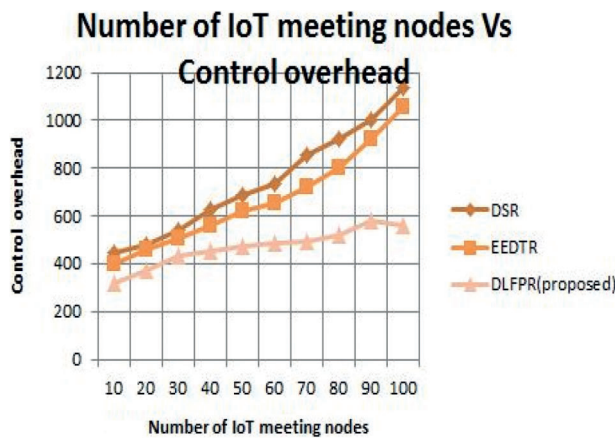 Number of IoT meeting nodes Vs
Control overhead
1200
1000
800
600
400
200
0
Control overhead
10 20 30 40 50 60 70 80 90 100
Number of IoT meeting nodes
DSR
EEDTR
DLFPR(proposed)